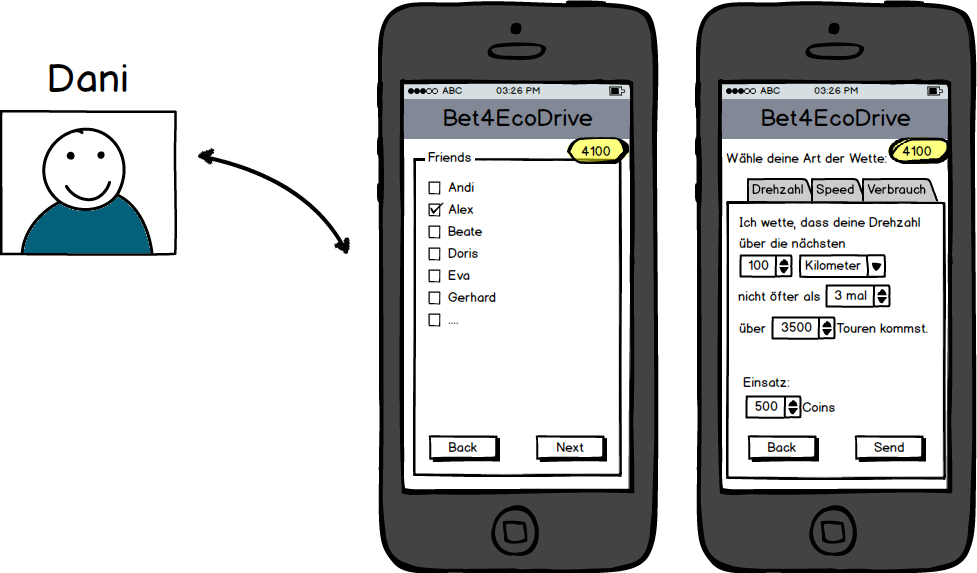 Dani
ABC 03:26 PM
Bet4EcoDrive
4100
Friends
Andi
Alex
Beate
Doris
Eva
Gerhard
....
Back Next
ABC 03:26 PM
Bet4EcoDrive
Wähle deine Art der Wette: 4100
Drehzahl Speed Verbrauch
Ich wette, dass deine Drehzahl
über die nächsten
100 Kilometer
nicht öfter als 3 mal
über 3500 Touren kommst.
Einsatz:
500 Coins
Back Send